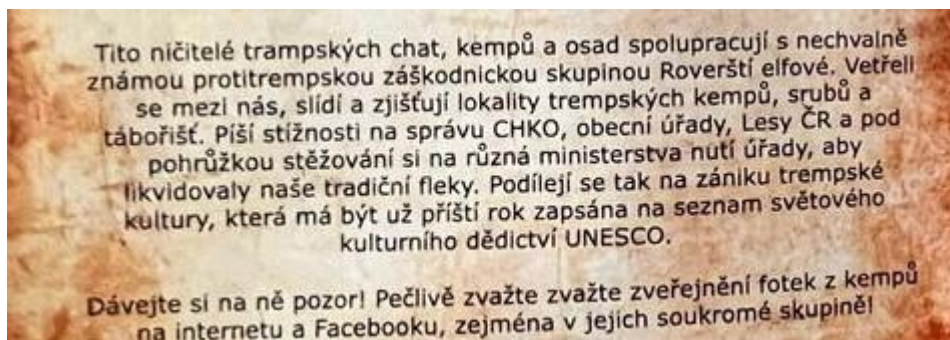 Tito ničitelé trampských chat, kempů a osad spolupracují s nechvalně
známou protitrempskou záškodnickou skupinou Roverští elfové. Vetřeli
se mezi nás, slídí a zjišťují lokality trempských kempů, srubů a
tábořišť. Píší stížnosti na správu CHKO, obecní úřady, Lesy ČR a pod
pohrůžkou stěžování si na různá ministerstva nutí úřady, aby
likvidovaly naše tradiční fleky. Podílejí se tak na zániku trempské
kultury, která má být už příští rok zapsána na seznam světového
kulturního dědictví UNESCO.
Dávejte si na ně pozor! Pečlivě zvažte zvažte zveřejnění fotek z kempů
na internetu a Facebooku, zejména v jejich soukromé skupině!